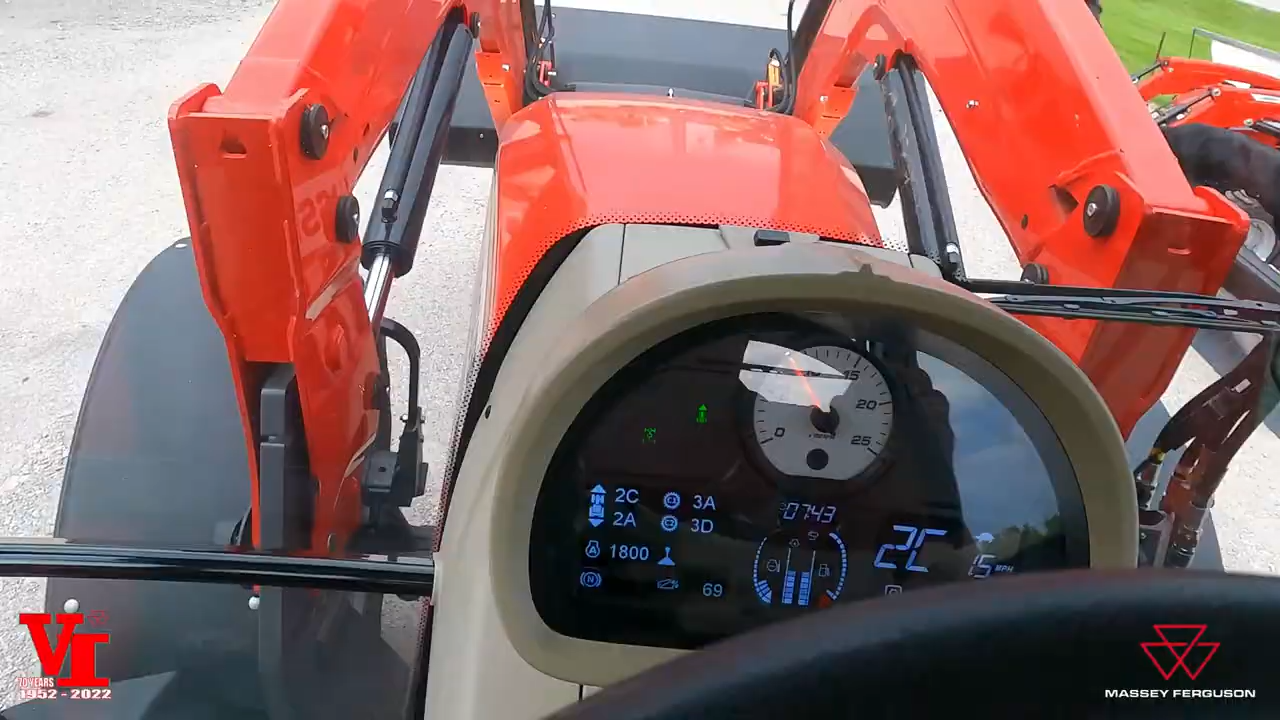 15
20
25
0
2C
3A
2A
3D
1800
69
0743
2C
15 MPH
VI
70 YEARS
1952 - 2022
MASSEY FERGUSON